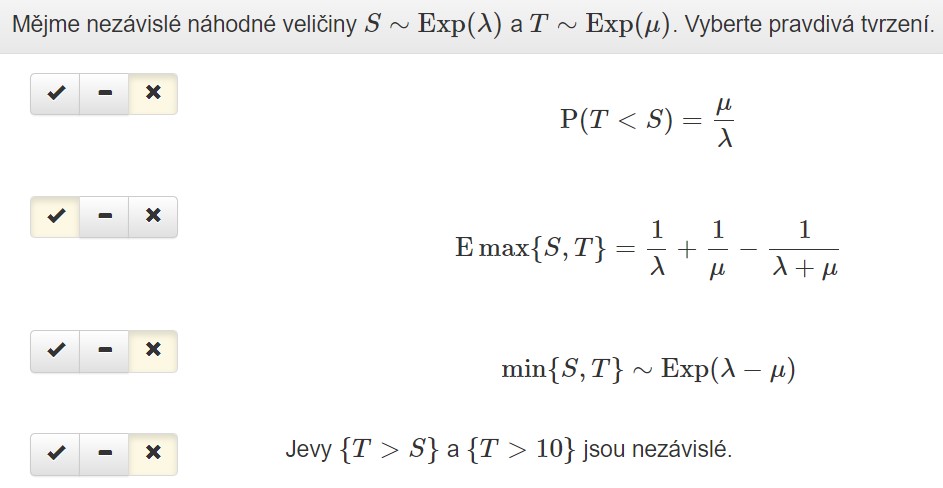 Mějme nezávislé náhodné veličiny S ∼ Exp(λ) a T ∼ Exp(μ). Vyberte pravdivá tvrzení.
P(T < S) = μ/λ
E max{S, T} = 1/λ + 1/μ − 1/(λ + μ)
min{S, T} ∼ Exp(λ − μ)
Jevy {T > S} a {T > 10} jsou nezávislé.